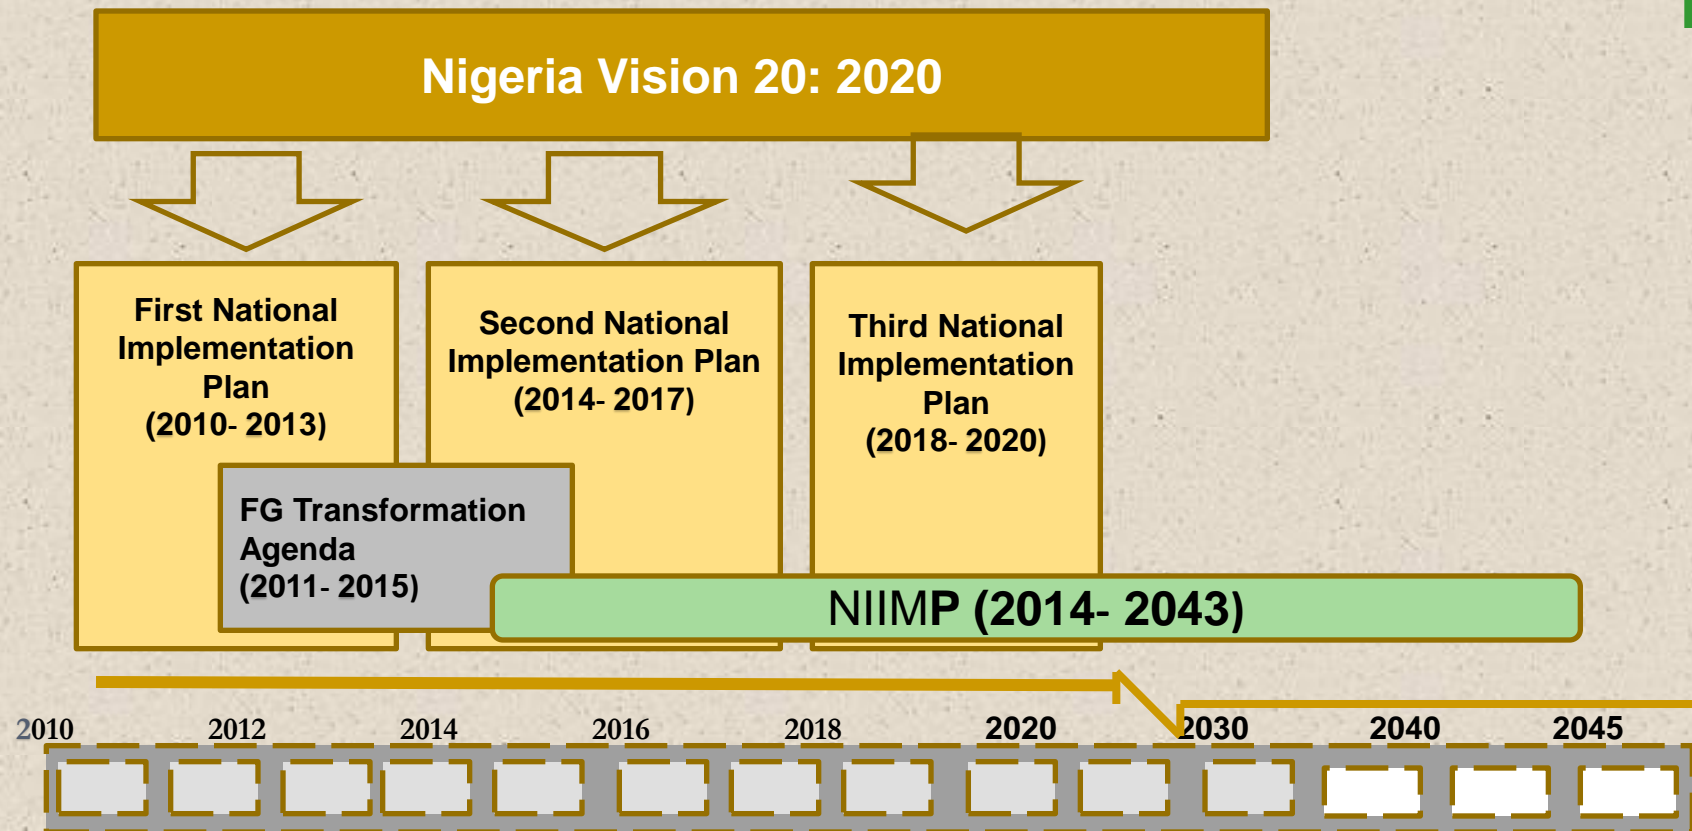 Nigeria Vision 20: 2020
First National
Implementation
Plan
(2010- 2013)
Second National
Implementation Plan
(2014- 2017)
Third National
Implementation
Plan
(2018- 2020)
FG Transformation
Agenda
(2011- 2015)
NIIMP (2014- 2043)
2010 2012 2014 2016 2018 2020 2030 2040 2045